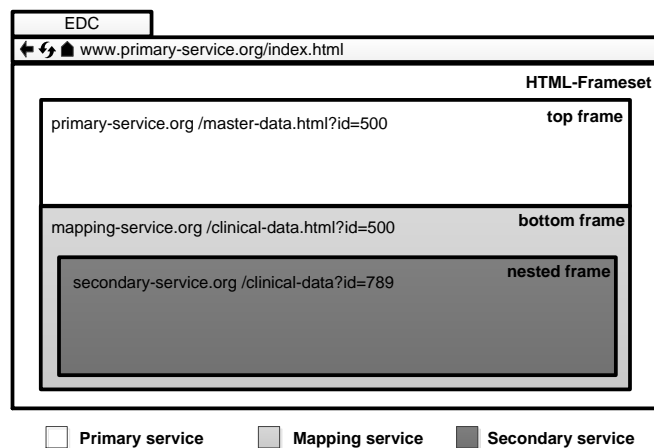 EDC
www.primary-service.org/index.html
HTML-Frameset
primary-service.org /master-data.html?id=500
top frame
mapping-service.org /clinical-data.html?id=500
bottom frame
secondary-service.org /clinical-data?id=789
nested frame
Primary service
Mapping service
Secondary service